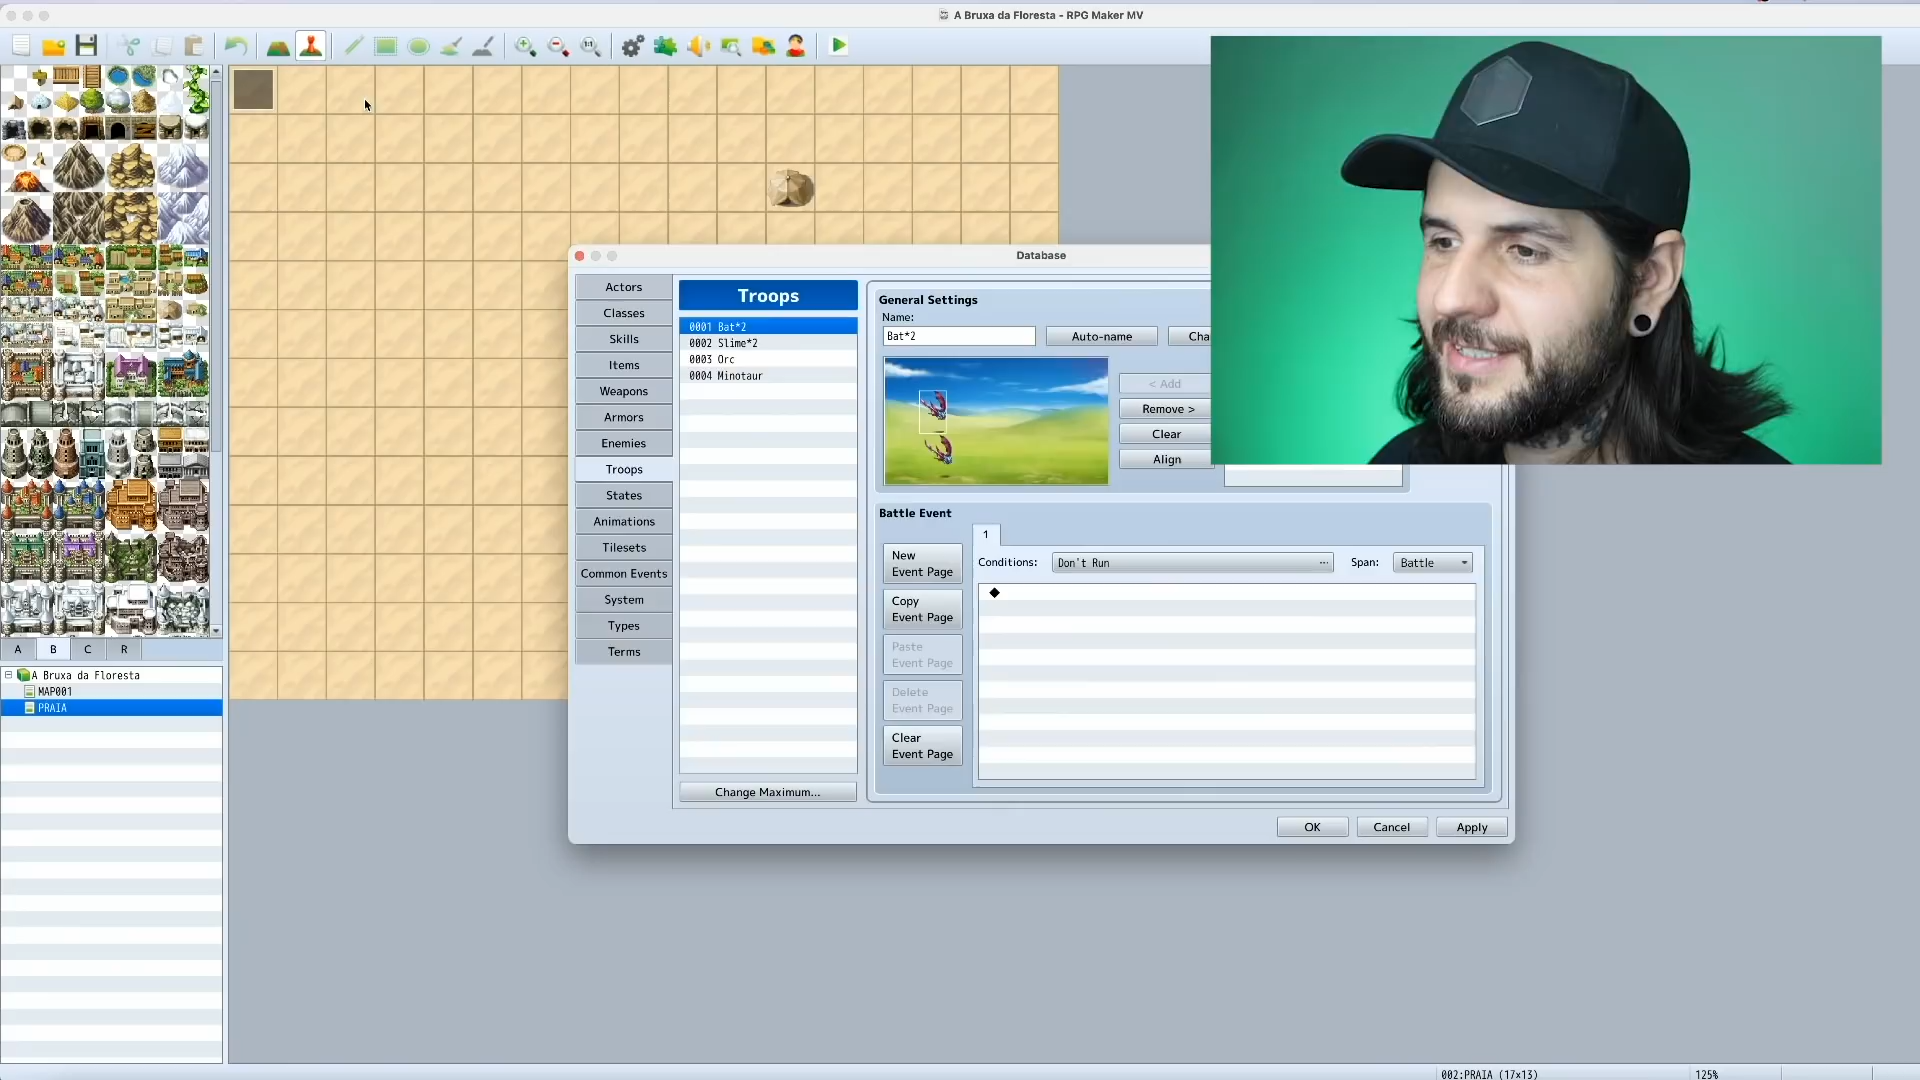 A Bruxa da Floresta - RPG Maker MV
Database
Actors
Classes
Skills
Items
Weapons
Armors
Enemies
Troops
States
Animations
Tilesets
Common Events
System
Types
Terms
Troops
0001 Bat*2
0002 Slime*2
0003 Orc
0004 Minotaur
Change Maximum...
General Settings
Name:
Bat*2
Auto-name
Cha
< Add
Remove >
Clear
Align
Battle Event
1
New
Event Page
Copy
Event Page
Paste
Event Page
Delete
Event Page
Clear
Event Page
Conditions:
Don't Run
...
Span:
Battle
OK
Cancel
Apply
A
B
C
R
A Bruxa da Floresta
MAP001
PRAIA
002:PRAIA (17×13)
125%